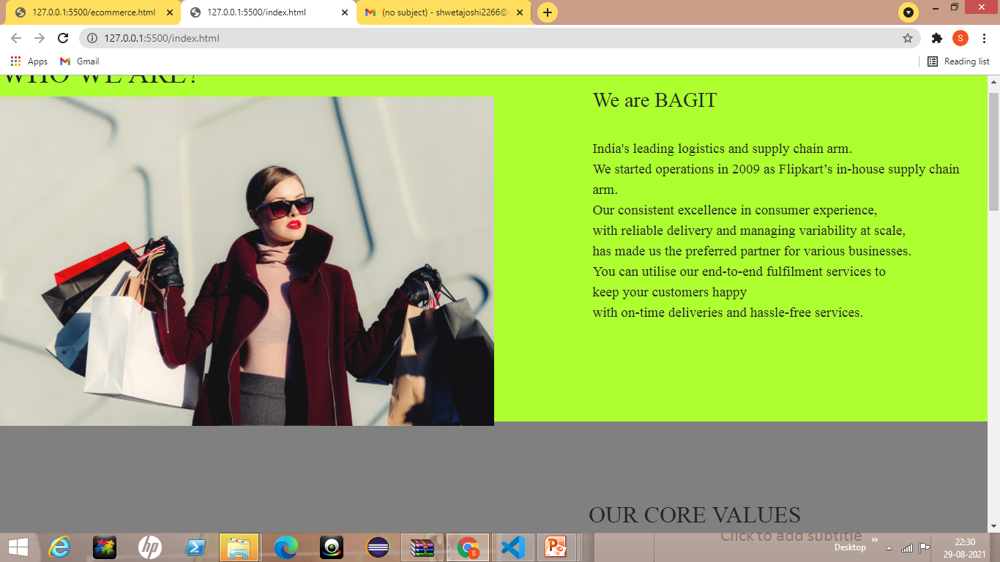 127.0.0.1:5500/ecommerce.html
127.0.0.1:5500/index.html
(no subject) - shwetajoshi2266@
127.0.0.1:5500/index.html
S
Apps
Gmail
Reading list
WHO WE ARE?
We are BAGIT
India's leading logistics and supply chain arm.
We started operations in 2009 as Flipkart’s in-house supply chain
arm.
Our consistent excellence in consumer experience,
with reliable delivery and managing variability at scale,
has made us the preferred partner for various businesses.
You can utilise our end-to-end fulfilment services to
keep your customers happy
with on-time deliveries and hassle-free services.
OUR CORE VALUES
Click to add subtitle
Desktop
22:30
29-08-2021